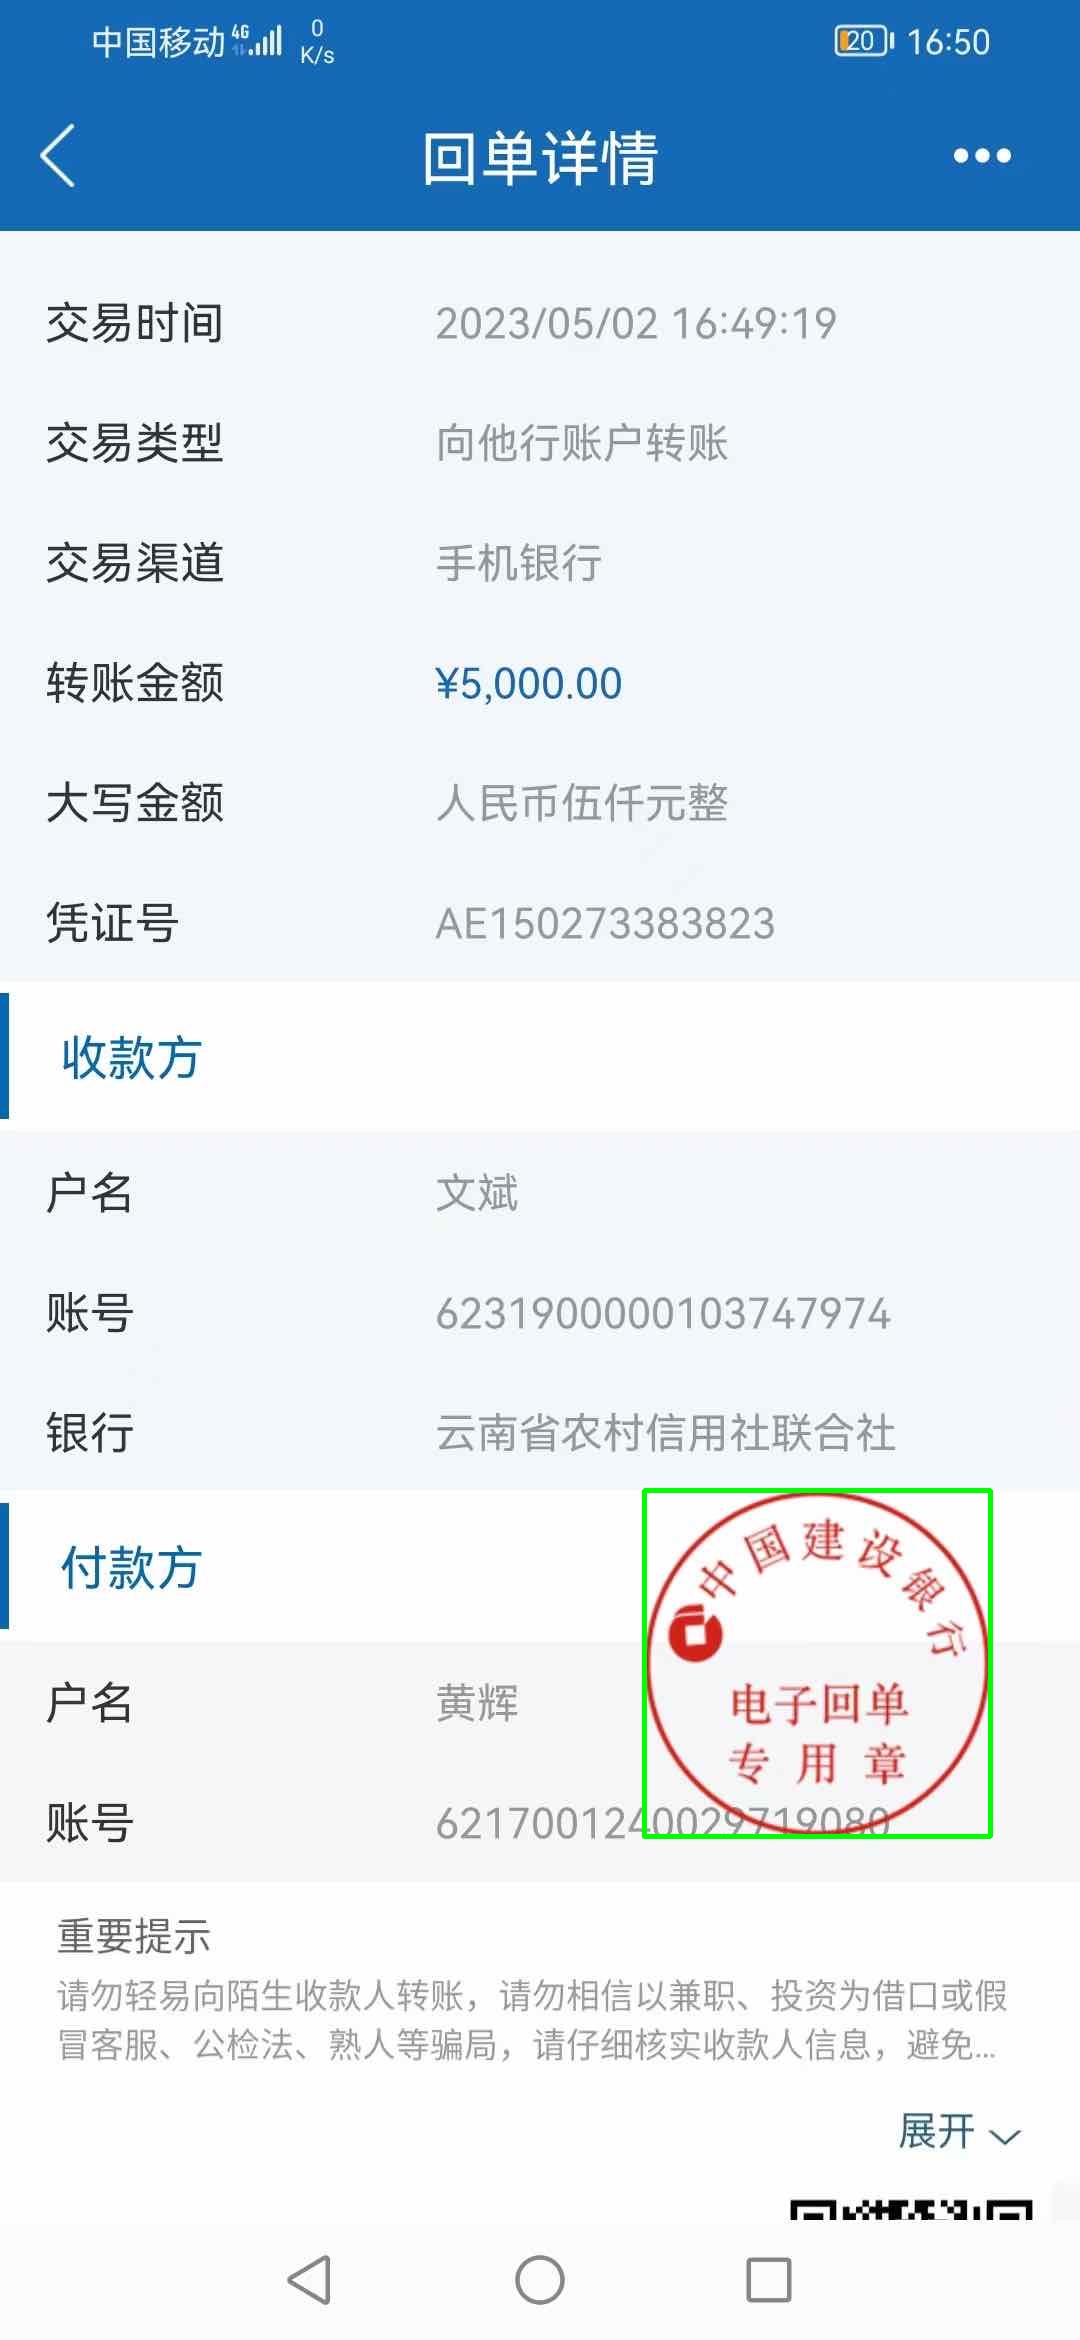 中国移动 4G 0 K/s 20 16:50
回单详情
交易时间 2023/05/02 16:49:19
交易类型 向他行账户转账
交易渠道 手机银行
转账金额 ¥5,000.00
大写金额 人民币伍仟元整
凭证号 AE150273383823
收款方
户名 文斌
账号 6231900000103747974
银行 云南省农村信用社联合社
付款方
中国建设银行
电子回单
专用章
户名 黄辉
账号 6217001240029719080
重要提示
请勿轻易向陌生收款人转账，请勿相信以兼职、投资为借口或假
冒客服、公检法、熟人等骗局，请仔细核实收款人信息，避免...
展开